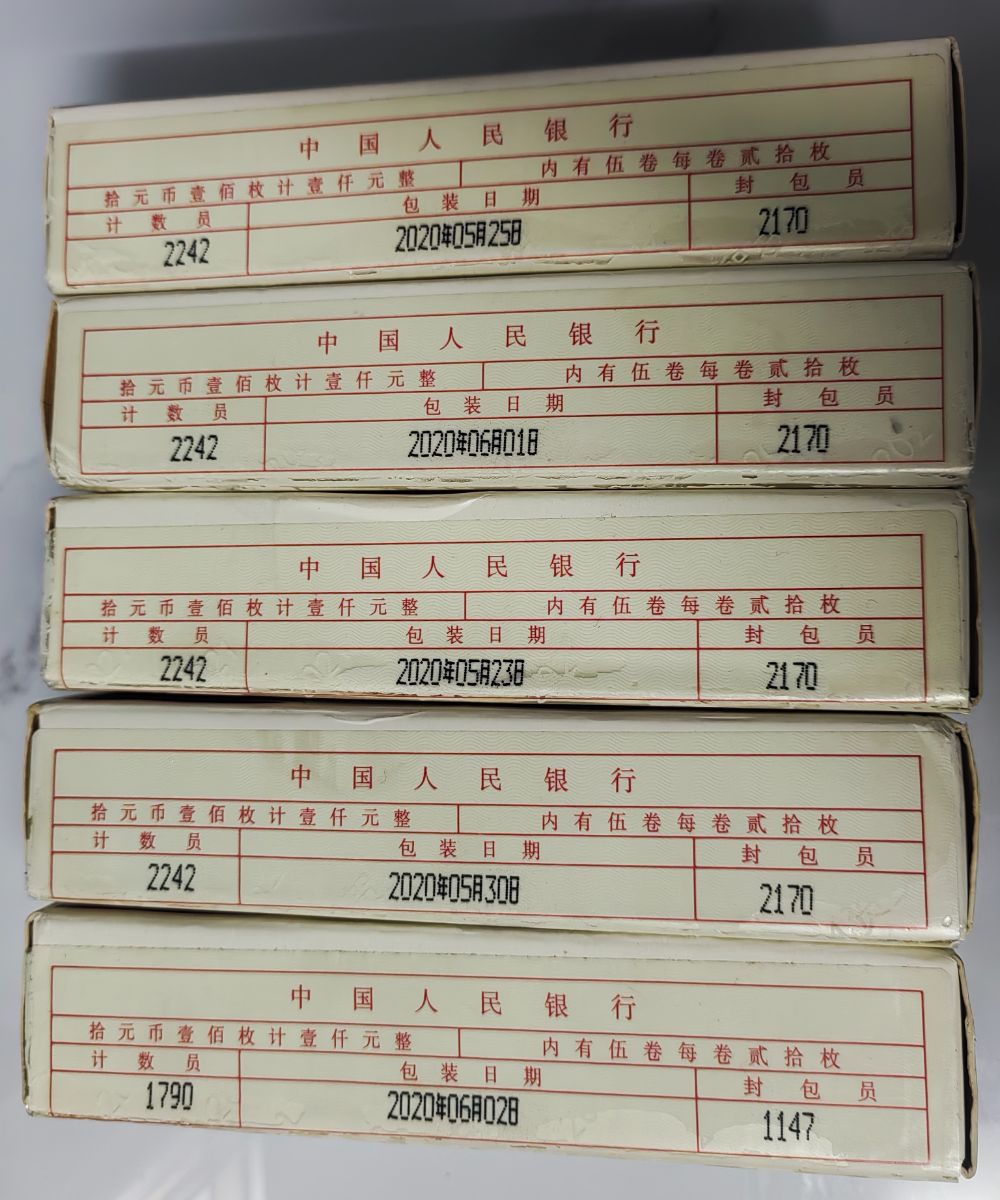 中国人民银行
拾元币壹佰枚计壹仟元整 内有伍卷每卷贰拾枚
计数员 包装日期 封包员
2242 2020年05月25日 2170
中国人民银行
拾元币壹佰枚计壹仟元整 内有伍卷每卷贰拾枚
计数员 包装日期 封包员
2242 2020年06月01日 2170
中国人民银行
拾元币壹佰枚计壹仟元整 内有伍卷每卷贰拾枚
计数员 包装日期 封包员
2242 2020年05月23日 2170
中国人民银行
拾元币壹佰枚计壹仟元整 内有伍卷每卷贰拾枚
计数员 包装日期 封包员
2242 2020年05月30日 2170
中国人民银行
拾元币壹佰枚计壹仟元整 内有伍卷每卷贰拾枚
计数员 包装日期 封包员
1790 2020年06月02日 1147